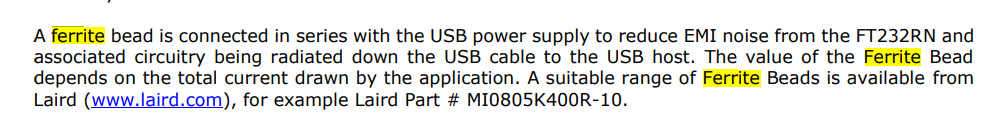 A ferrite bead is connected in series with the USB power supply to reduce EMI noise from the FT232RN and
associated circuitry being radiated down the USB cable to the USB host. The value of the Ferrite Bead
depends on the total current drawn by the application. A suitable range of Ferrite Beads is available from
Laird (www.laird.com), for example Laird Part # MI0805K400R-10.